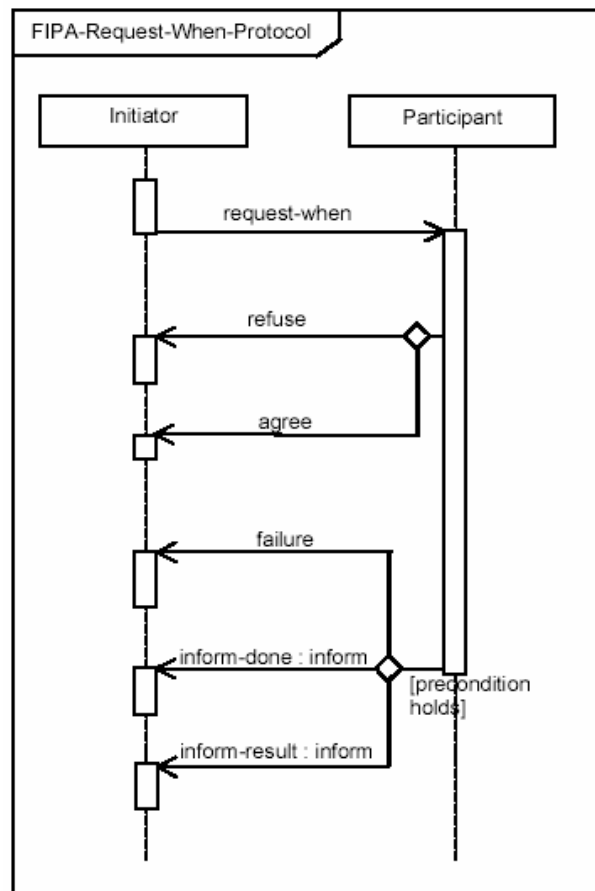 FIPA-Request-When-Protocol
Initiator
Participant
request-when
refuse
agree
failure
inform-done : inform
[precondition
holds]
inform-result : inform